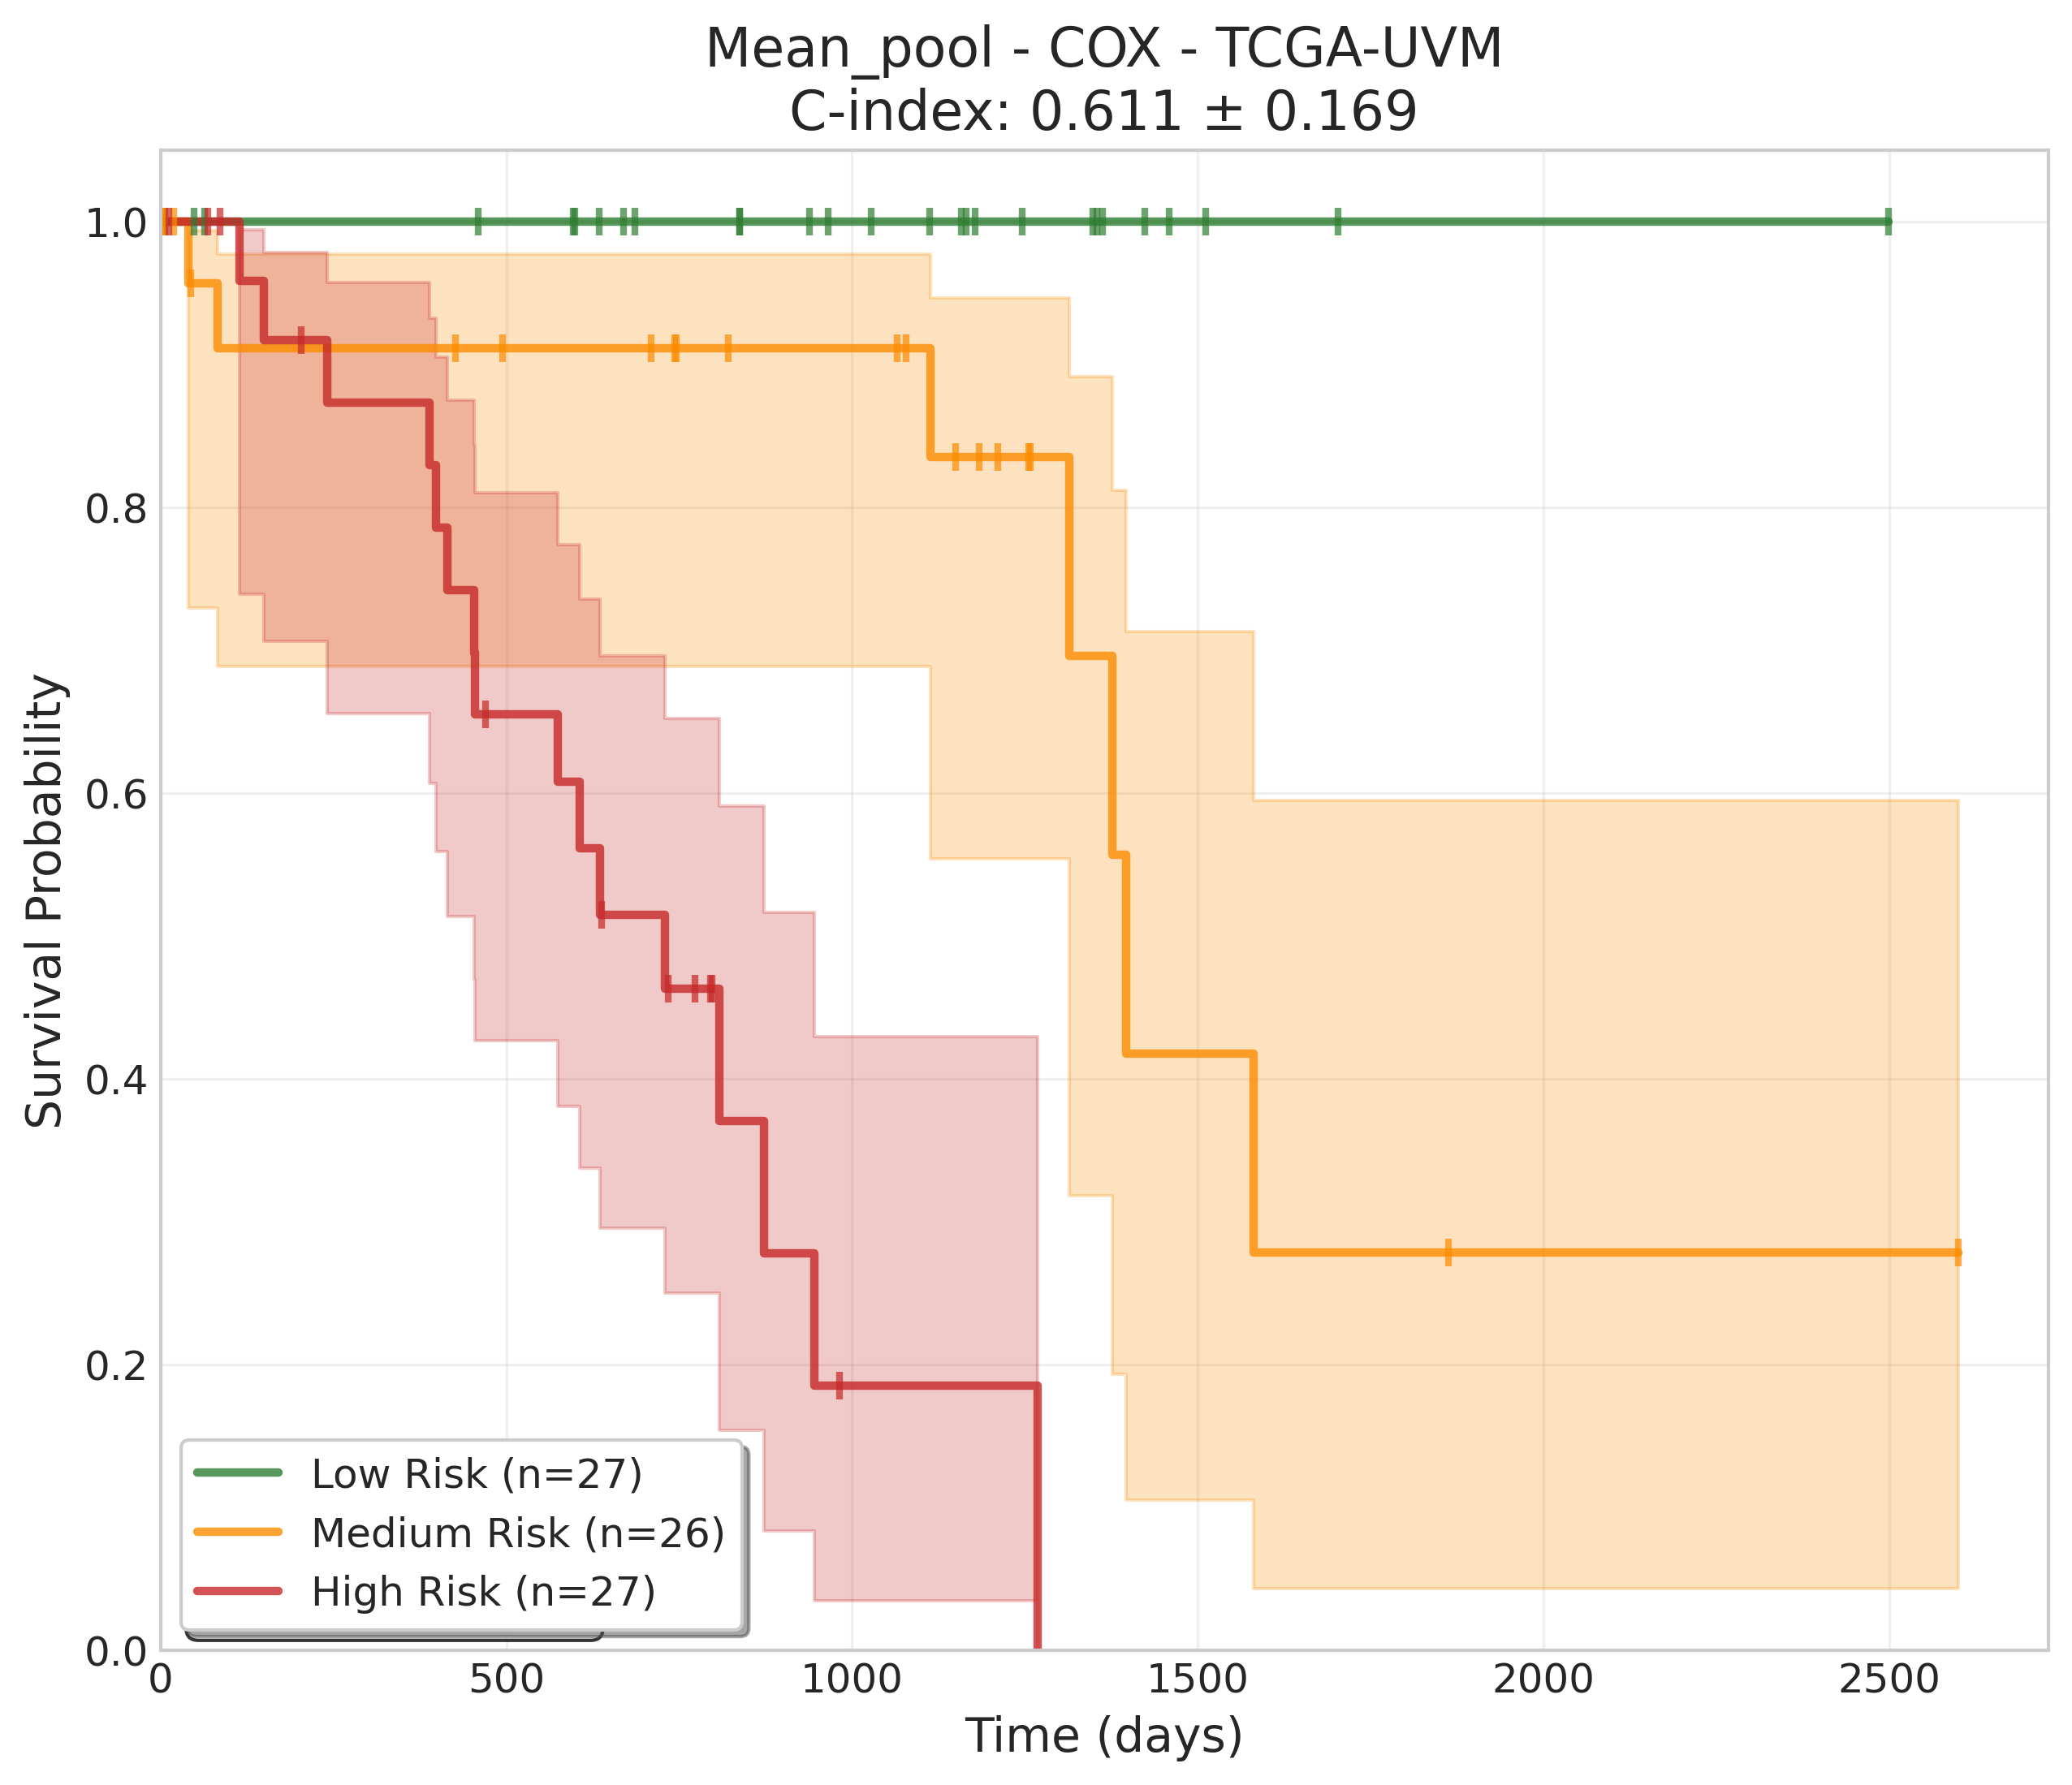 Mean_pool - COX - TCGA-UVM
C-index: 0.611 ± 0.169
Survival Probability
1.0
0.8
0.6
0.4
0.2
0.0
Low Risk (n=27)
Medium Risk (n=26)
High Risk (n=27)
0 500 1000 1500 2000 2500
Time (days)